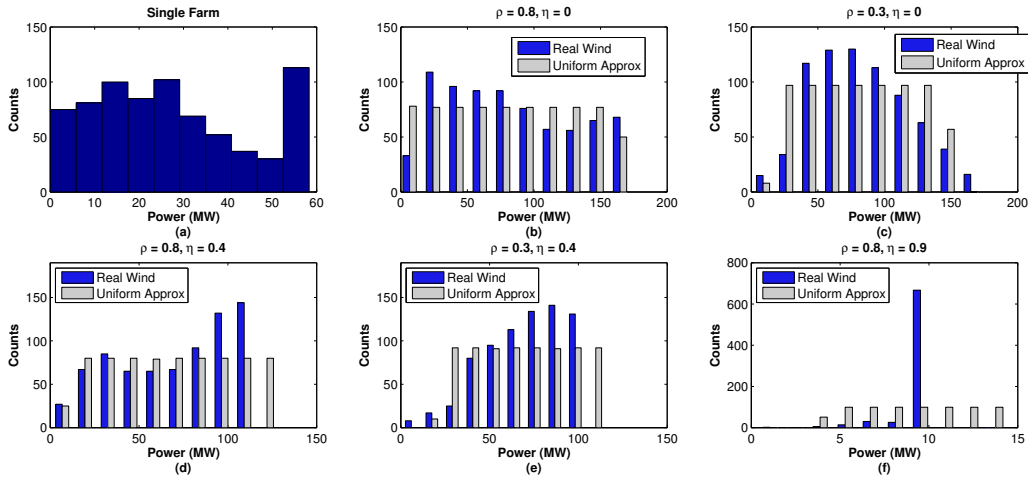 Single Farm
150
100
50
0
Counts
0 10 20 30 40 50 60
Power (MW)
(a)
ρ = 0.8, η = 0
150
100
50
0
Counts
Real Wind
Uniform Approx
0 50 100 150 200
Power (MW)
(b)
ρ = 0.3, η = 0
150
100
50
0
Counts
Real Wind
Uniform Approx
0 50 100 150 200
Power (MW)
(c)
ρ = 0.8, η = 0.4
150
100
50
0
Counts
Real Wind
Uniform Approx
0 50 100 150
Power (MW)
(d)
ρ = 0.3, η = 0.4
150
100
50
0
Counts
Real Wind
Uniform Approx
0 50 100 150
Power (MW)
(e)
ρ = 0.8, η = 0.9
800
600
400
200
0
Counts
Real Wind
Uniform Approx
0 5 10 15
Power (MW)
(f)